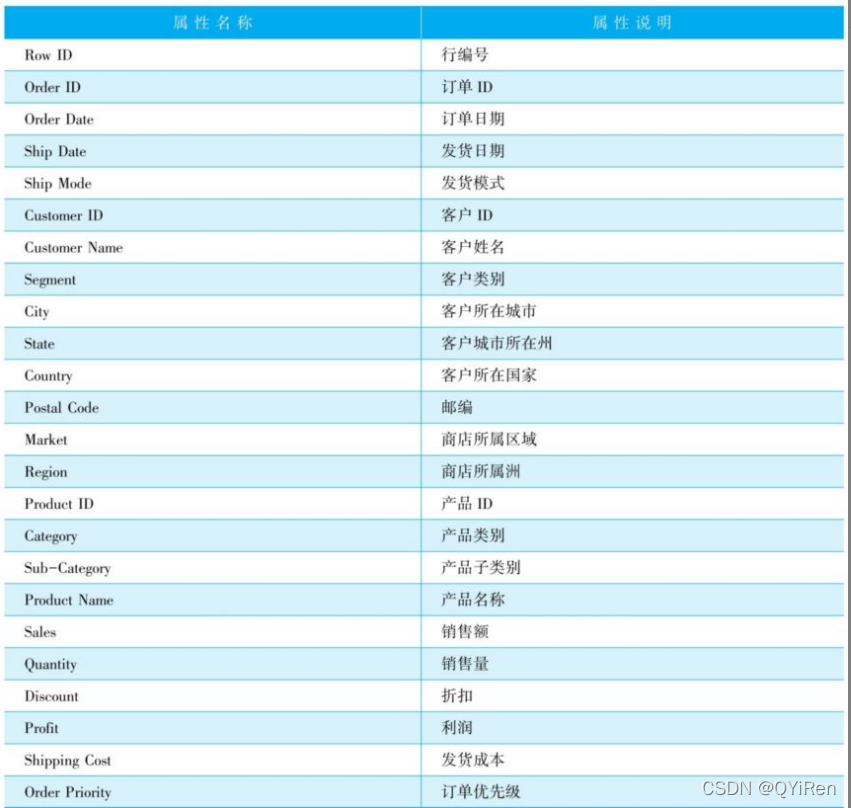 属性名称 属性说明
Row ID 行编号
Order ID 订单 ID
Order Date 订单日期
Ship Date 发货日期
Ship Mode 发货模式
Customer ID 客户 ID
Customer Name 客户姓名
Segment 客户类别
City 客户所在城市
State 客户城市所在州
Country 客户所在国家
Postal Code 邮编
Market 商店所属区域
Region 商店所属洲
Product ID 产品 ID
Category 产品类别
Sub-Category 产品子类别
Product Name 产品名称
Sales 销售额
Quantity 销售量
Discount 折扣
Profit 利润
Shipping Cost 发货成本
Order Priority 订单优先级
CSDN @QYiRen